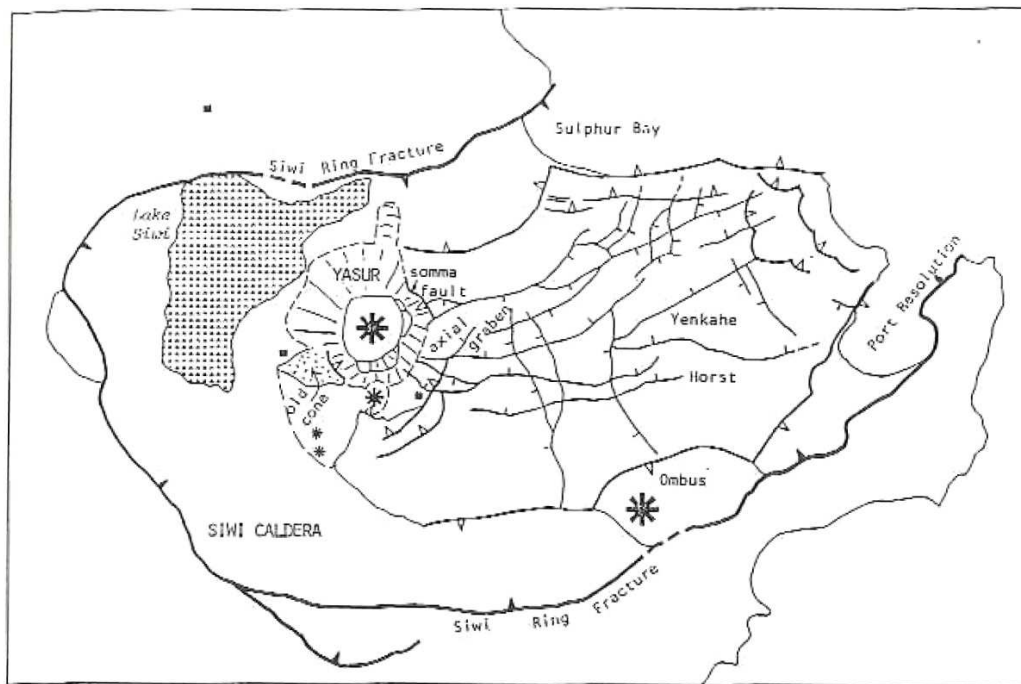 Sulphur Bay
Siwi Ring Fracture
Lake
Siwi
YASUR
somma
fault
axial
graben
Yenkahe
Port Resolution
Horst
old
cone
Ombus
SIWI CALDERA
Siwi Ring Fracture